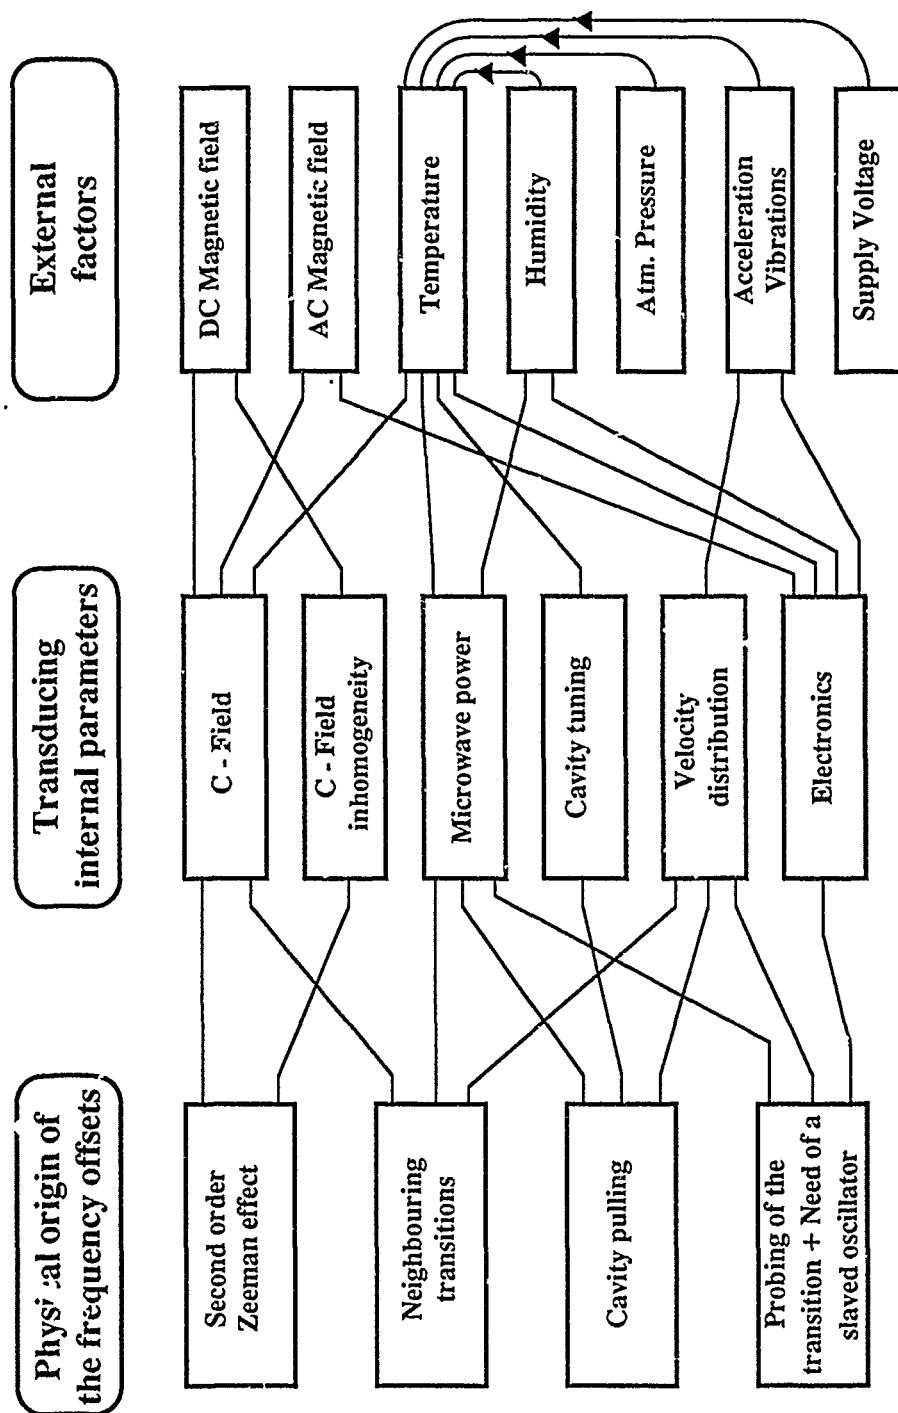 Physical origin of
the frequency offsets
Transducing
internal parameters
External
factors
Second order
Zeeman effect
Neighbouring
transitions
Cavity pulling
Probing of the
transition + Need of a
slaved oscillator
C - Field
C - Field
inhomogeneity
Microwave power
Cavity tuning
Velocity
distribution
Electronics
DC Magnetic field
AC Magnetic field
Temperature
Humidity
Atm. Pressure
Acceleration
Vibrations
Supply Voltage